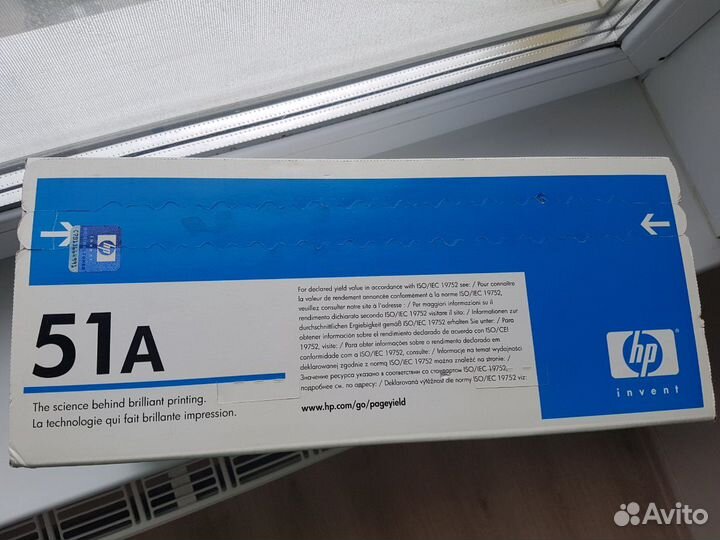 51A
The science behind brilliant printing.
La technologie qui fait brillante impression.
For declared yield value in accordance with ISO/IEC 19752 see: / Pour connaître
la valeur de rendement annoncée conformément à la norme ISO/IEC 19752,
veuillez consulter notre site à l'adresse : / Per maggiori informazioni su il
rendimento dichiarato secondo ISO/IEC 19752 visitare il sito: / Informationen zur
durchschnittlichen Ergiebigkeit gemäß ISO/IEC 19752 erhalten Sie unter: / Para
obtener información sobre el rendimiento declarado de acuerdo con ISO/CEI
19752, visite: / Para obter informações sobre o rendimento declarado em
conformidade com a ISO/IEC 19752, consulte: / Informacje na temat wydajności
deklarowanej zgodnie z normą ISO/IEC 19752 można znaleźć na stronie: /
Значение ресурса указано в соответствии со стандартом ISO/IEC 19752,
подробнее см. по адресу: / Deklarovaná výtěžnost dle normy ISO/IEC 19752 viz:
www.hp.com/go/pageyield
hp
hp
invent
Avito